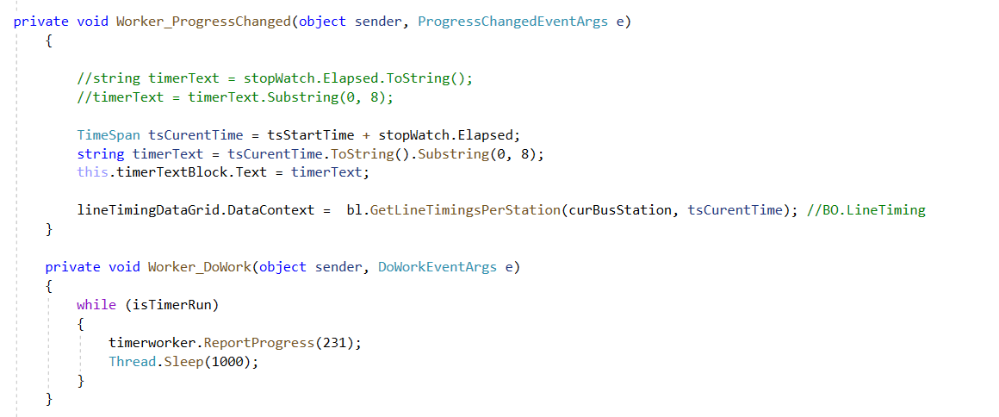 private void Worker_ProgressChanged(object sender, ProgressChangedEventArgs e)
{
//string timerText = stopWatch.Elapsed.ToString();
//timerText = timerText.Substring(0, 8);
TimeSpan tsCurentTime = tsStartTime + stopWatch.Elapsed;
string timerText = tsCurentTime.ToString().Substring(0, 8);
this.timerTextBlock.Text = timerText;
lineTimingDataGrid.DataContext =  bl.GetLineTimingsPerStation(curBusStation, tsCurentTime); //BO.LineTiming
}
private void Worker_DoWork(object sender, DoWorkEventArgs e)
{
while (isTimerRun)
{
timerworker.ReportProgress(231);
Thread.Sleep(1000);
}
}